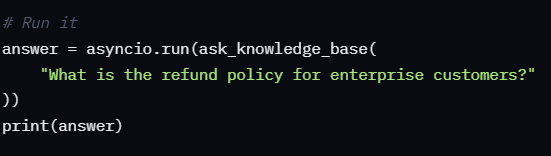 # Run it
answer = asyncio.run(ask_knowledge_base(
    "What is the refund policy for enterprise customers?"
))
print(answer)